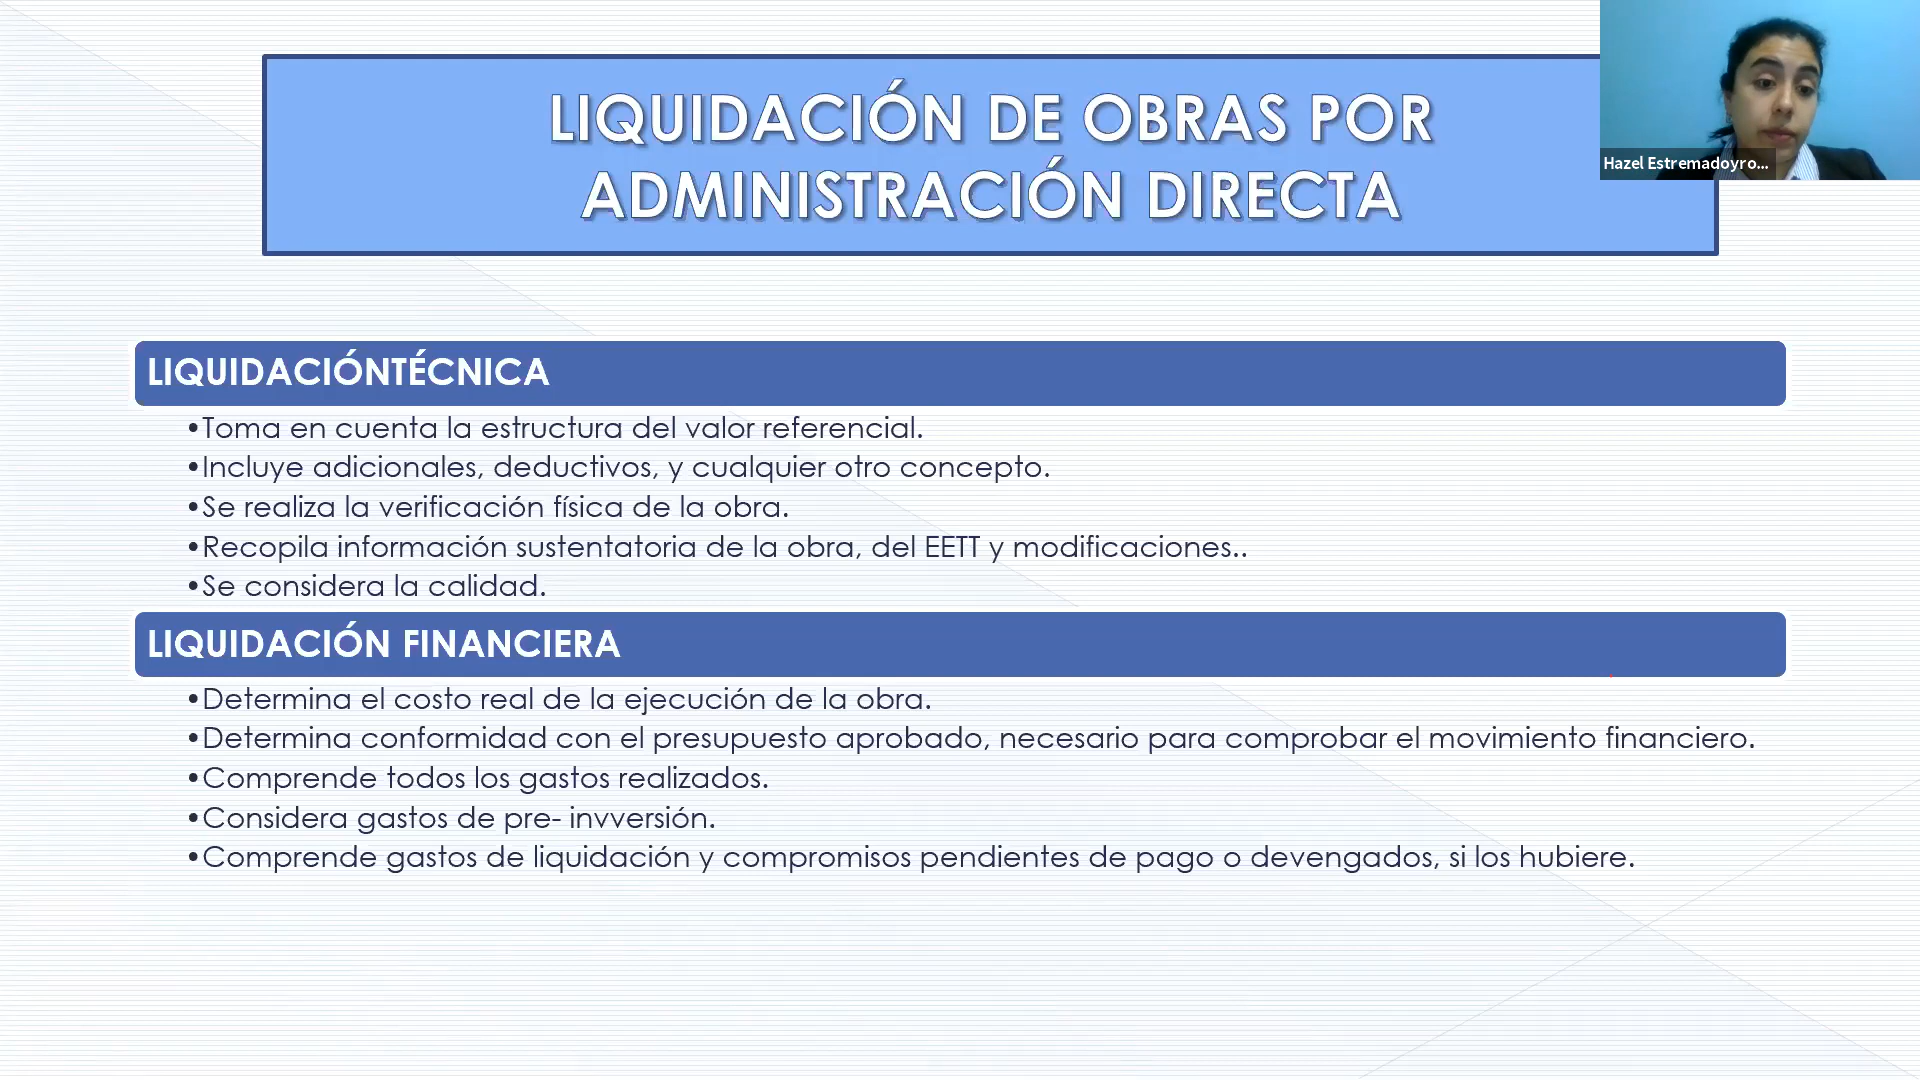 LIQUIDACIÓN DE OBRAS POR
ADMINISTRACIÓN DIRECTA
Hazel Estremadoyro...
LIQUIDACIÓNTÉCNICA
•Toma en cuenta la estructura del valor referencial.
•Incluye adicionales, deductivos, y cualquier otro concepto.
•Se realiza la verificación física de la obra.
•Recopila información sustentatoria de la obra, del EETT y modificaciones..
•Se considera la calidad.
LIQUIDACIÓN FINANCIERA
•Determina el costo real de la ejecución de la obra.
•Determina conformidad con el presupuesto aprobado, necesario para comprobar el movimiento financiero.
•Comprende todos los gastos realizados.
•Considera gastos de pre- invversión.
•Comprende gastos de liquidación y compromisos pendientes de pago o devengados, si los hubiere.